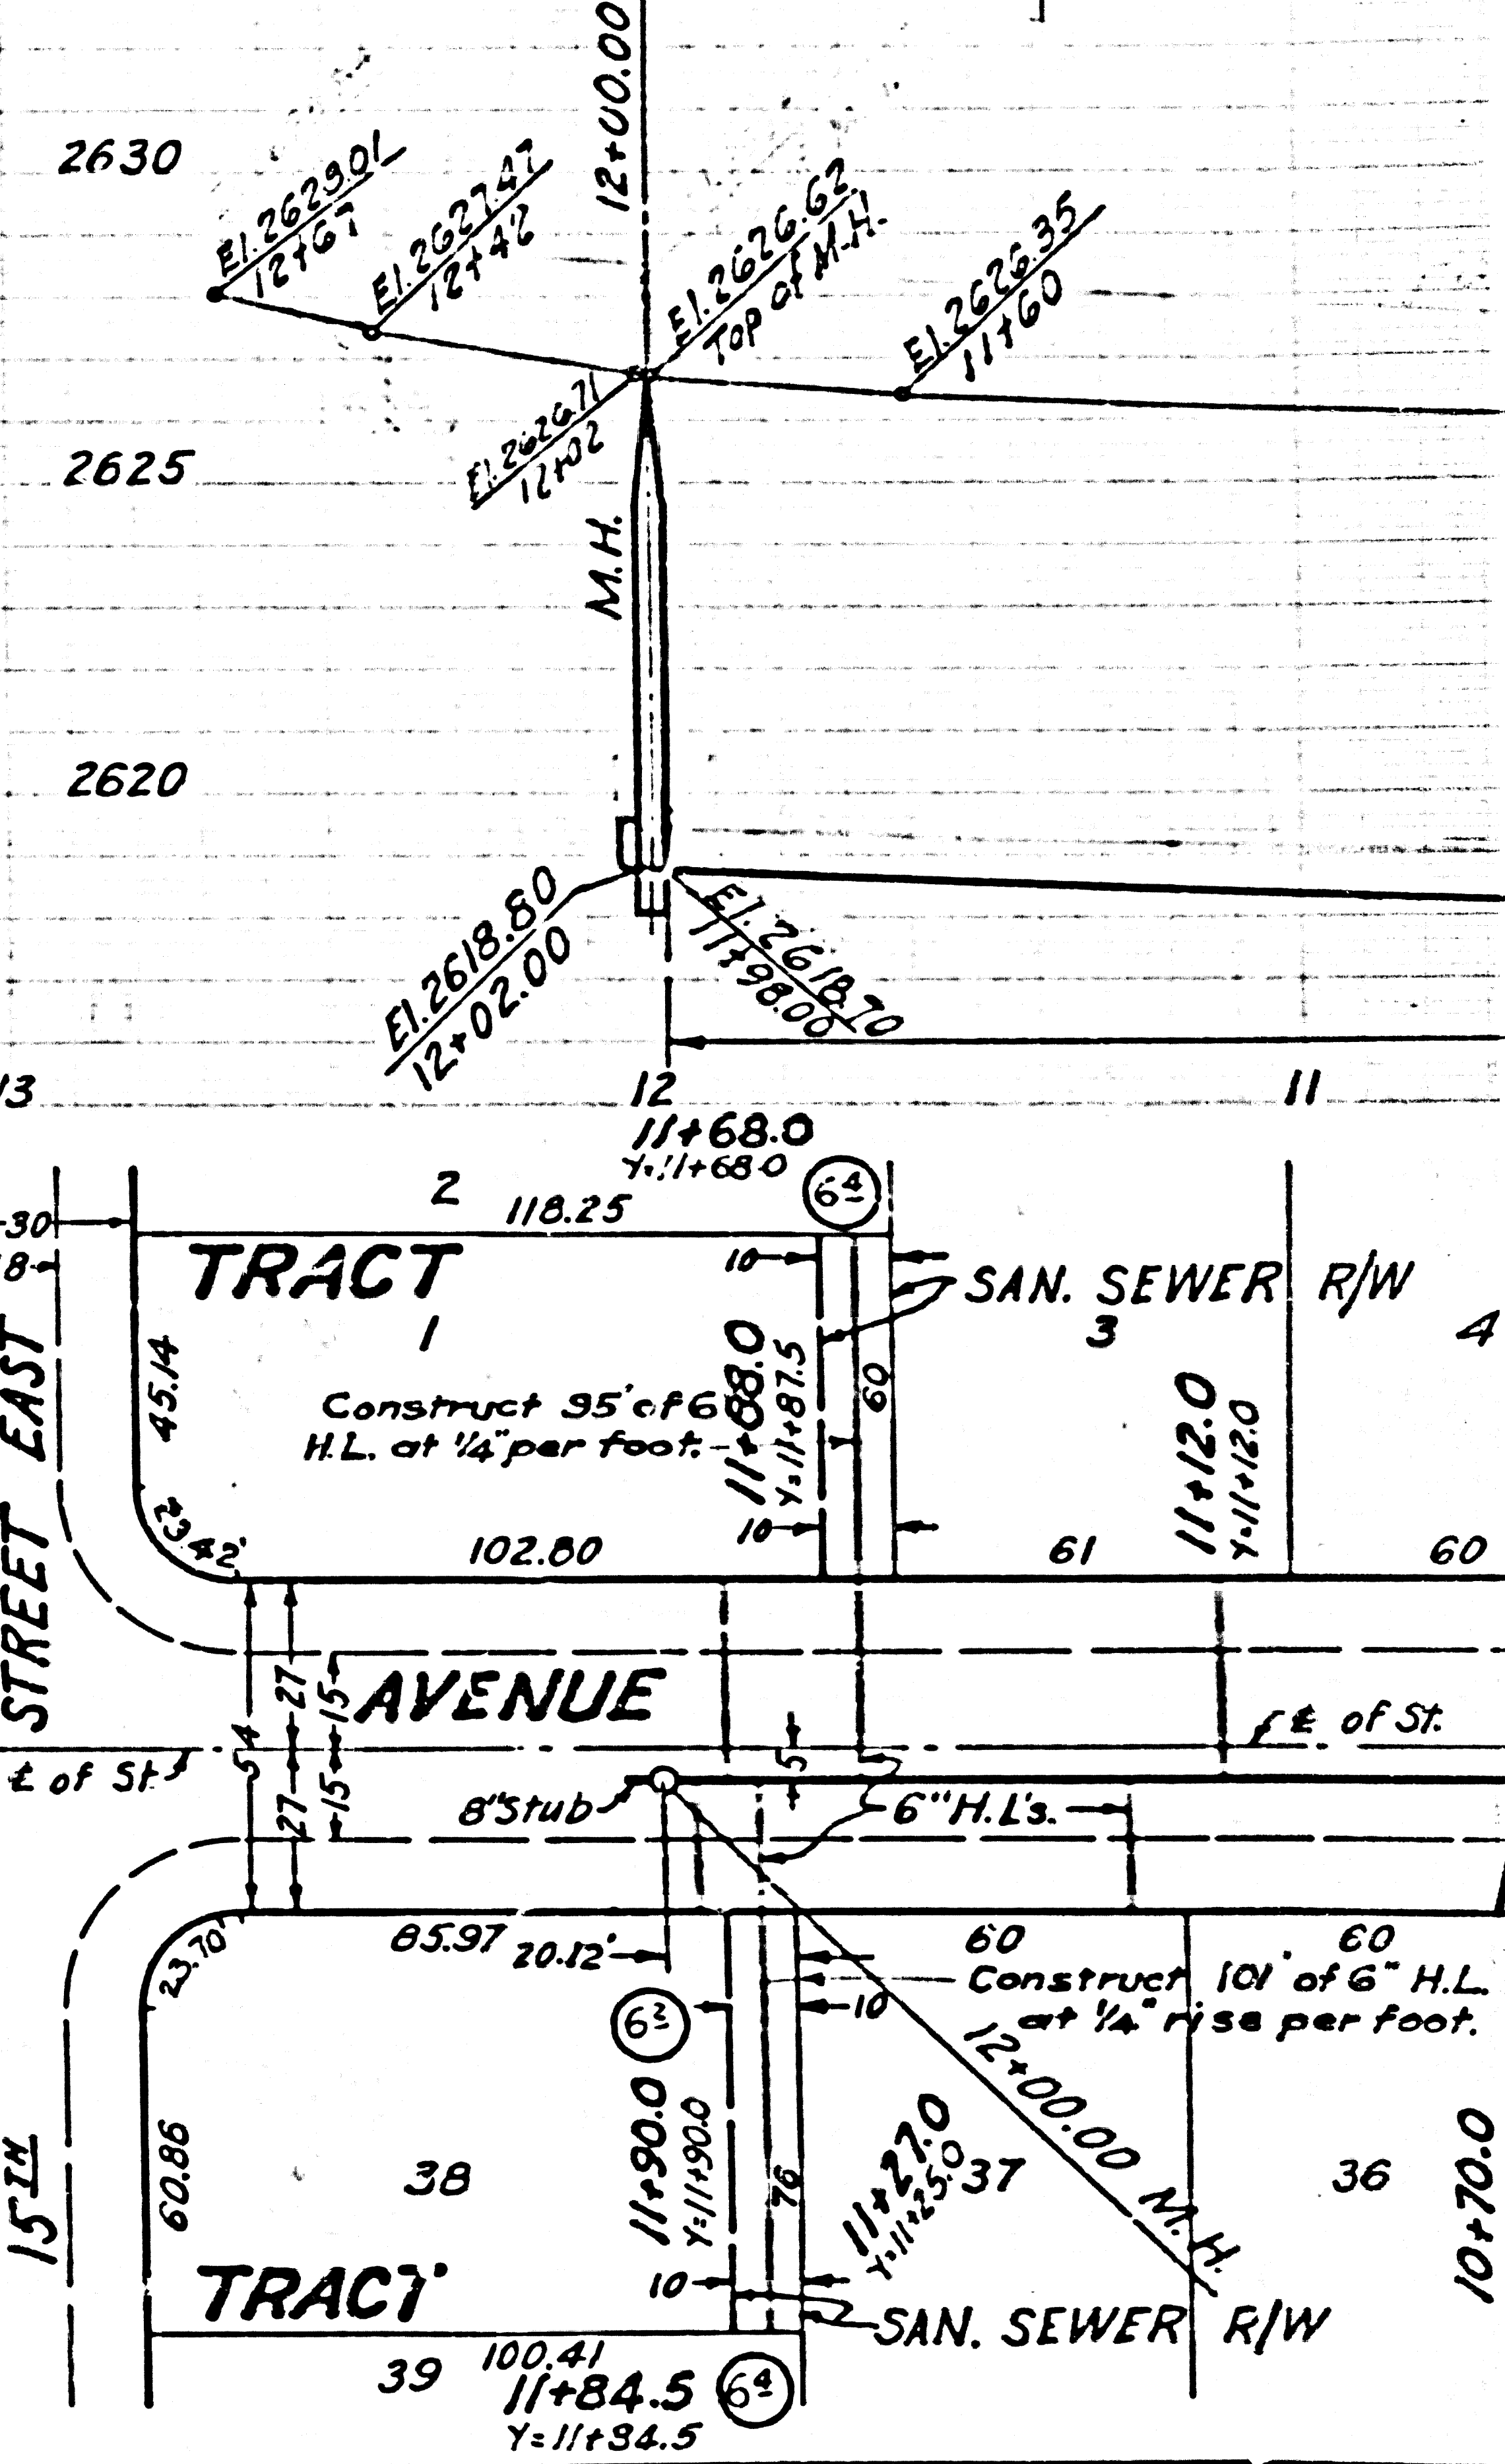 12+00.00
2630
El. 2629.01
12+67
El. 2627.47
12+42
El. 2626.62
Top of M.H.
El. 2626.35
11+60
El. 2626.71
12+02
2625
M.H.
2620
El. 2618.80
12+02.00
El. 2618.70
11+98.00
13
12
11
11+68.0
Y=11+68.0
6 4
2
118.25
30
8
TRACT
1
10
SAN. SEWER R/W
3
4
45.14
11+88.0
Y=11+87.5
60
Construct 95' of 6"
H.L. at 1/4" per foot.
11+12.0
Y=11+12.0
10
102.80
61
60
STREET EAST
27
15
AVENUE
54
5
℄ of St.
℄ of St.
27
15
8" Stub
6" H.L's.
23.70'
85.97
20.12'
60
60
Construct 101' of 6" H.L.
at 1/4" rise per foot.
10
12+00.00 M.H.
11+90.0
Y=11+90.0
76
11+27.0
Y=11+25.0
60.86
38
37
36
10+70.0
15TH
TRACT
10
SAN. SEWER R/W
100.41
39
11+84.5
Y=11+84.5
6 4